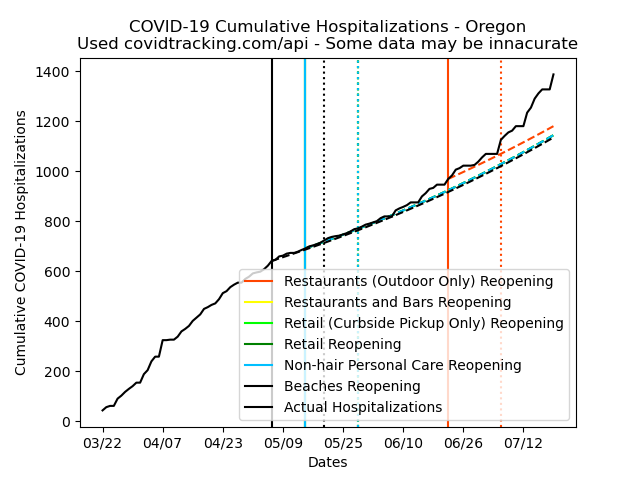 COVID-19 Cumulative Hospitalizations - Oregon
Used covidtracking.com/api - Some data may be innacurate
Cumulative COVID-19 Hospitalizations
1400
1200
1000
800
600
400
200
0
Restaurants (Outdoor Only) Reopening
Restaurants and Bars Reopening
Retail (Curbside Pickup Only) Reopening
Retail Reopening
Non-hair Personal Care Reopening
Beaches Reopening
Actual Hospitalizations
03/22 04/07 04/23 05/09 05/25 06/10 06/26 07/12
Dates